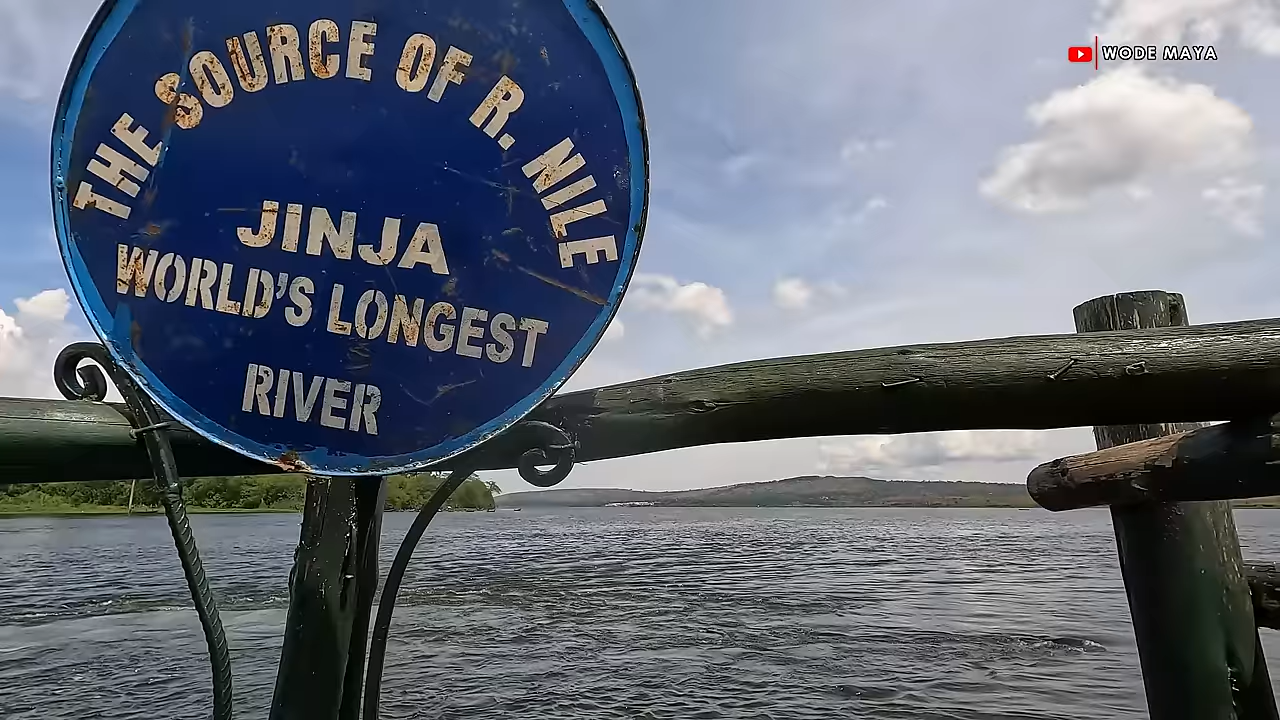 WODE MAYA
THE SOURCE OF R. NILE
JINJA
WORLD'S LONGEST
RIVER